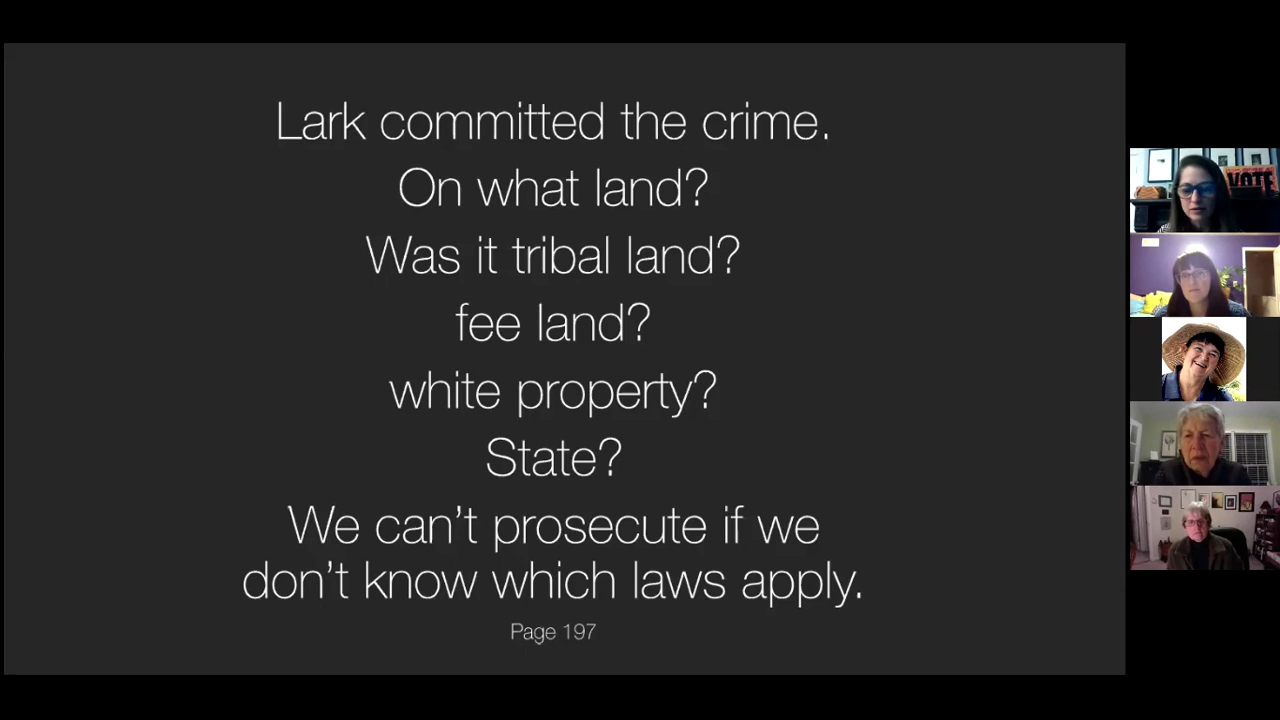 Lark committed the crime.
On what land?
Was it tribal land?
fee land?
white property?
State?
We can’t prosecute if we
don’t know which laws apply.
Page 197
VOTE